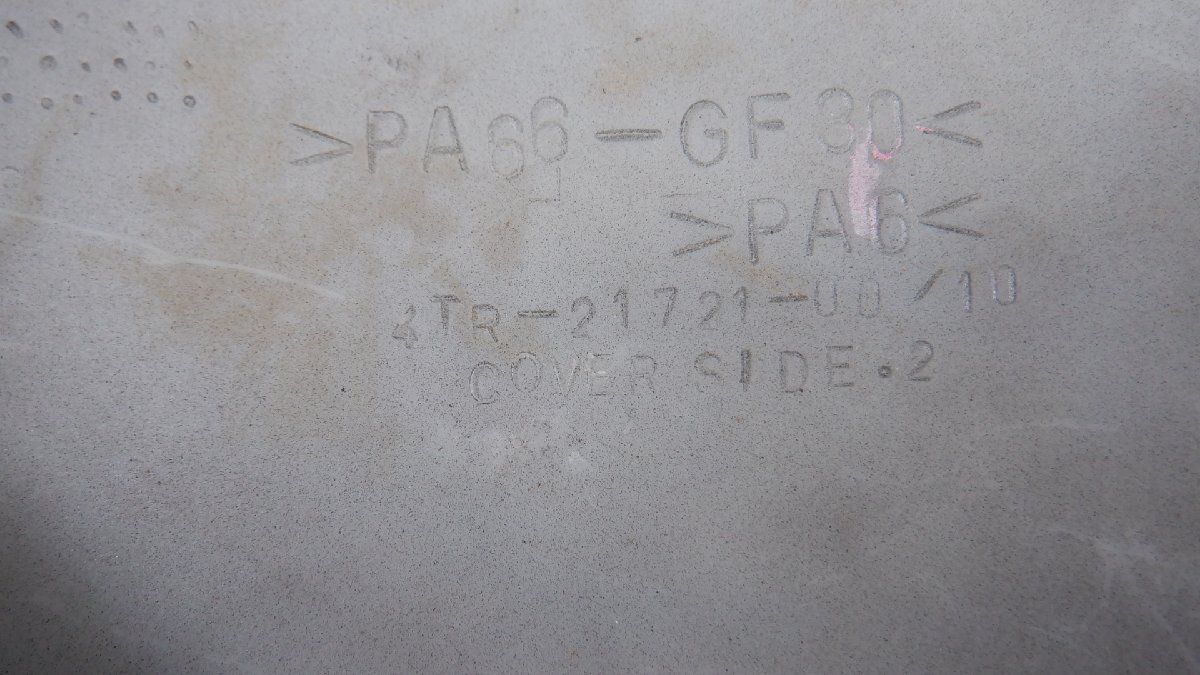 >PA66-GF30<
>PA6<
4TR-21721-00/10
COVER SIDE.2